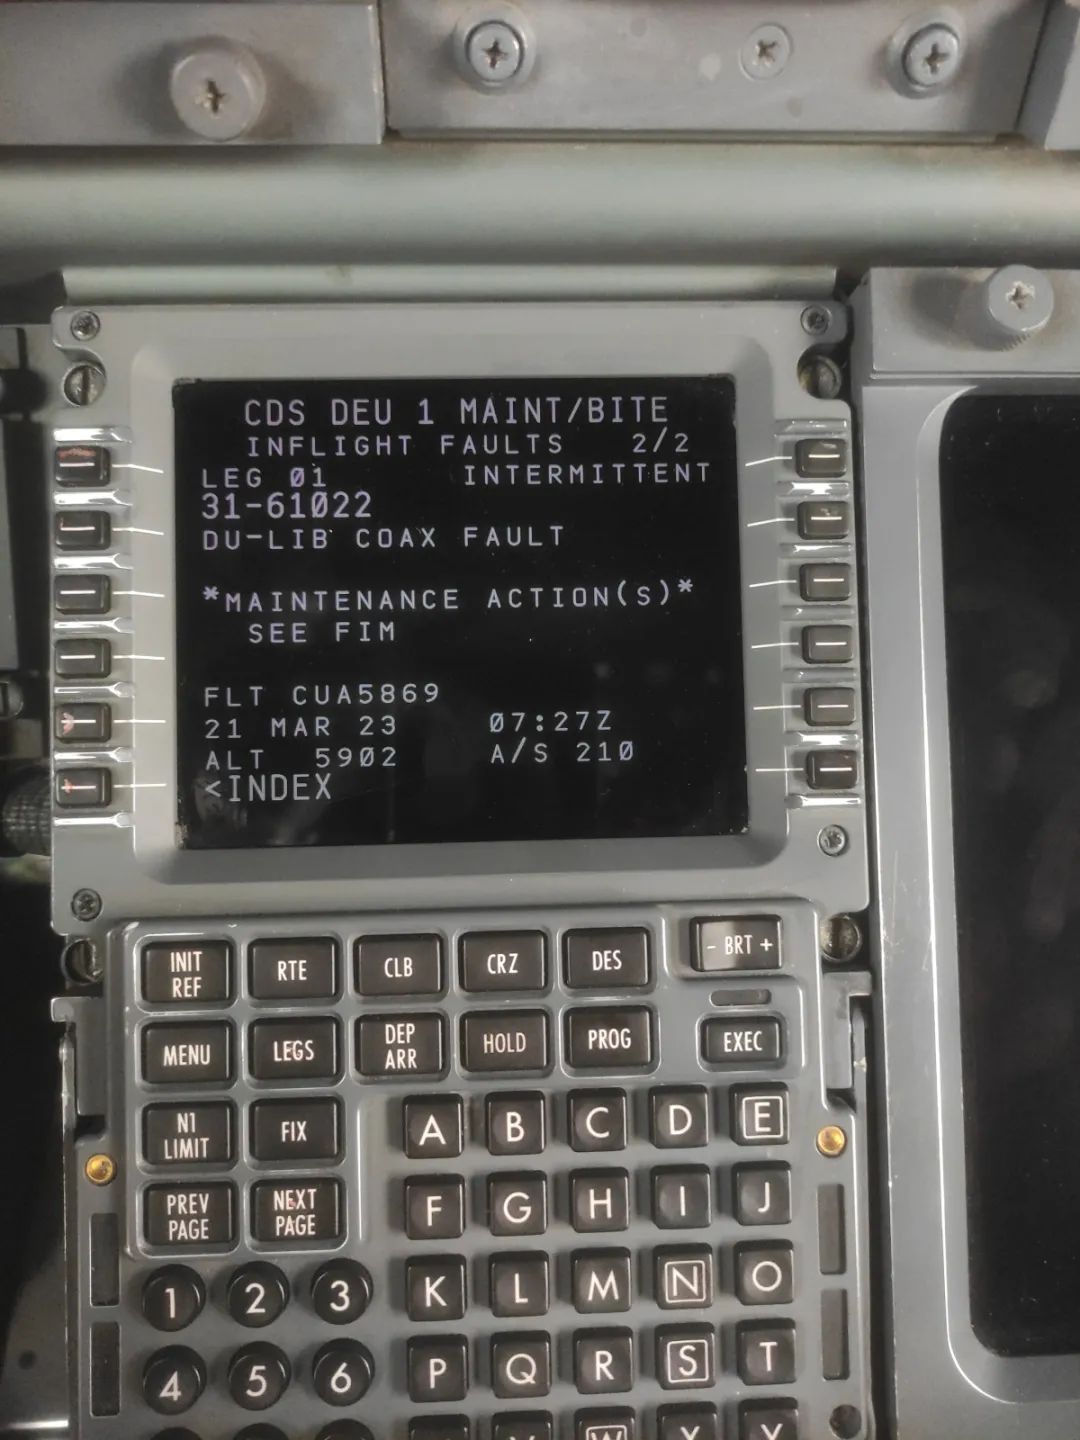 CDS DEU 1 MAINT/BITE
INFLIGHT FAULTS 2/2
LEG 01 INTERMITTENT
31-61022
DU-LIB COAX FAULT
*MAINTENANCE ACTION(S)*
SEE FIM
FLT CUA5869
21 MAR 23 07:27Z
ALT 5902 A/S 210
<INDEX
INIT REF RTE CLB CRZ DES - BRT +
MENU LEGS DEP ARR HOLD PROG EXEC
N1 LIMIT FIX
A B C D E
PREV PAGE NEXT PAGE
F G H I J
1 2 3
K L M N O
4 5 6
P Q R S T